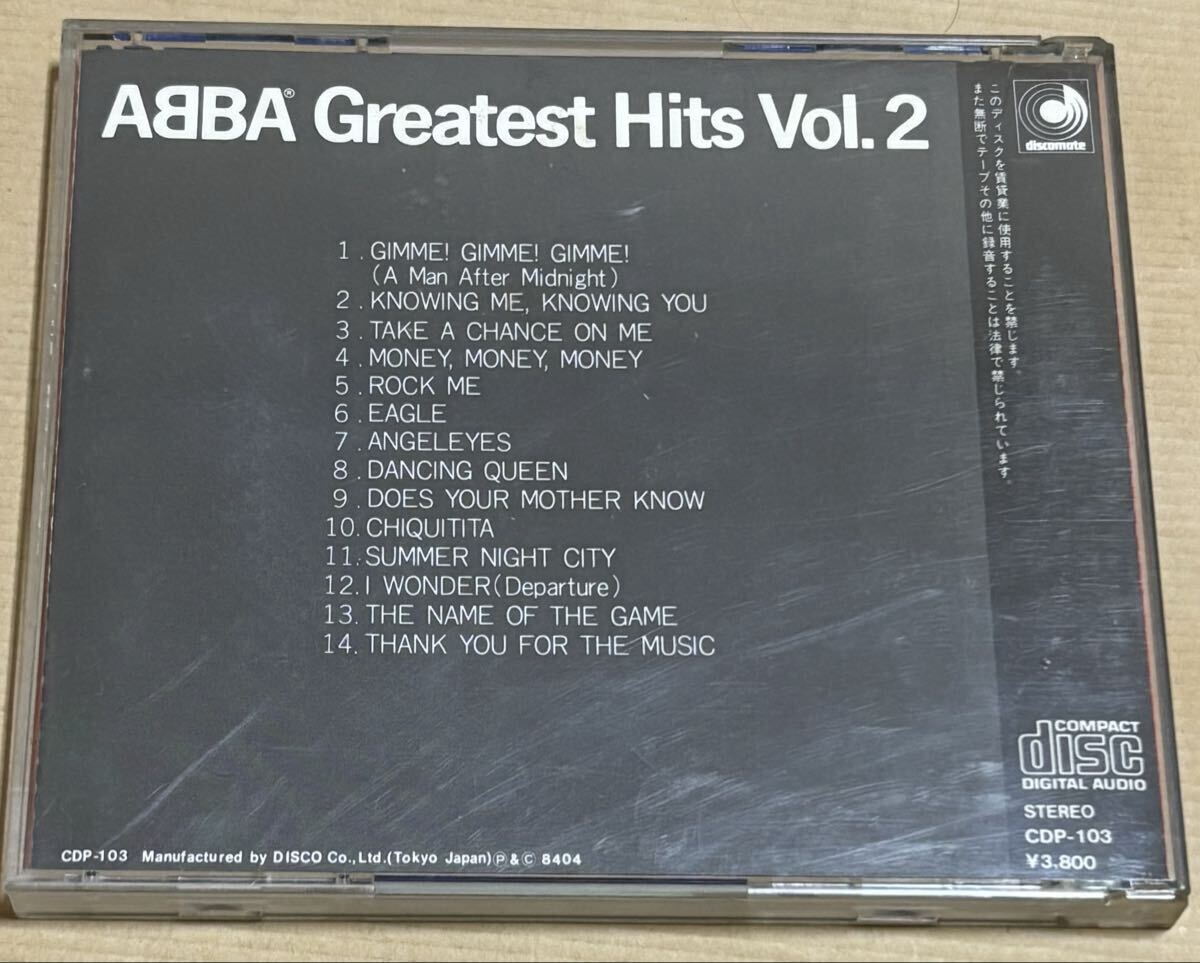 ABBA® Greatest Hits Vol. 2
1. GIMME! GIMME! GIMME!
(A Man After Midnight)
2. KNOWING ME, KNOWING YOU
3. TAKE A CHANCE ON ME
4. MONEY, MONEY, MONEY
5. ROCK ME
6. EAGLE
7. ANGELEYES
8. DANCING QUEEN
9. DOES YOUR MOTHER KNOW
10. CHIQUITITA
11. SUMMER NIGHT CITY
12. I WONDER (Departure)
13. THE NAME OF THE GAME
14. THANK YOU FOR THE MUSIC
CDP-103 Manufactured by DISCO Co., Ltd. (Tokyo Japan) Ⓟ & © 8404
discomate
このディスクを賃貸業に使用することを禁じます。
また無断でテープその他に録音することは法律で禁じられています。
COMPACT
disc
DIGITAL AUDIO
STEREO
CDP-103
¥3,800